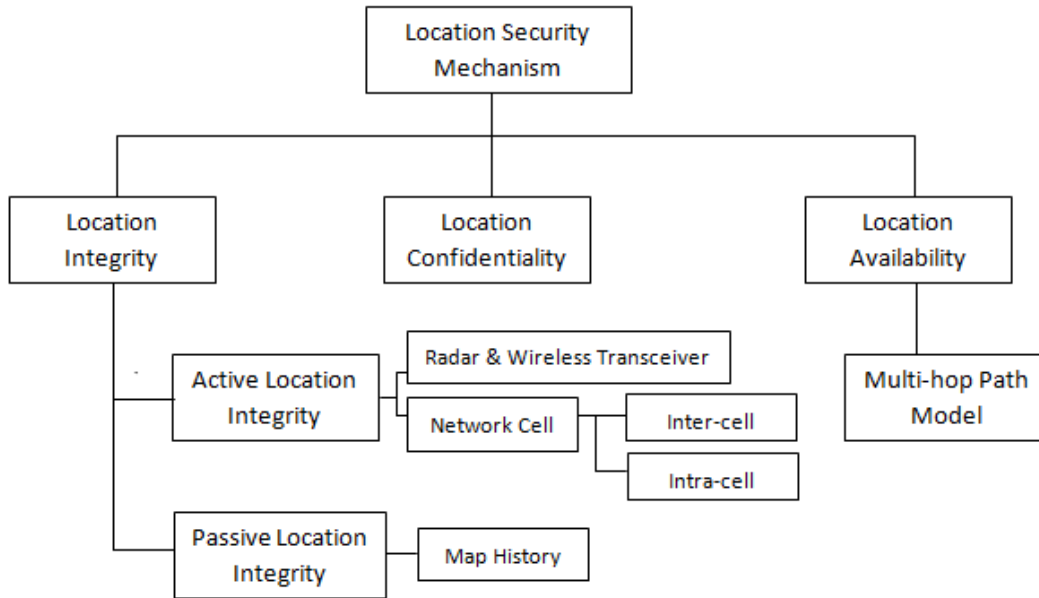 Location Security
Mechanism
Location
Integrity
Location
Confidentiality
Location
Availability
Active Location
Integrity
Radar & Wireless Transceiver
Network Cell
Inter-cell
Intra-cell
Multi-hop Path
Model
Passive Location
Integrity
Map History